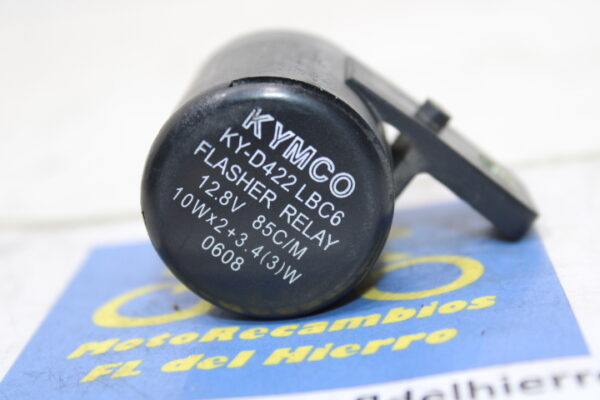 KYMCO
KY-D422 LBC6
FLASHER RELAY
12.8V 85C/M
10Wx2+3.4(3)W
0608
MotoRecambios
FL del Hierro